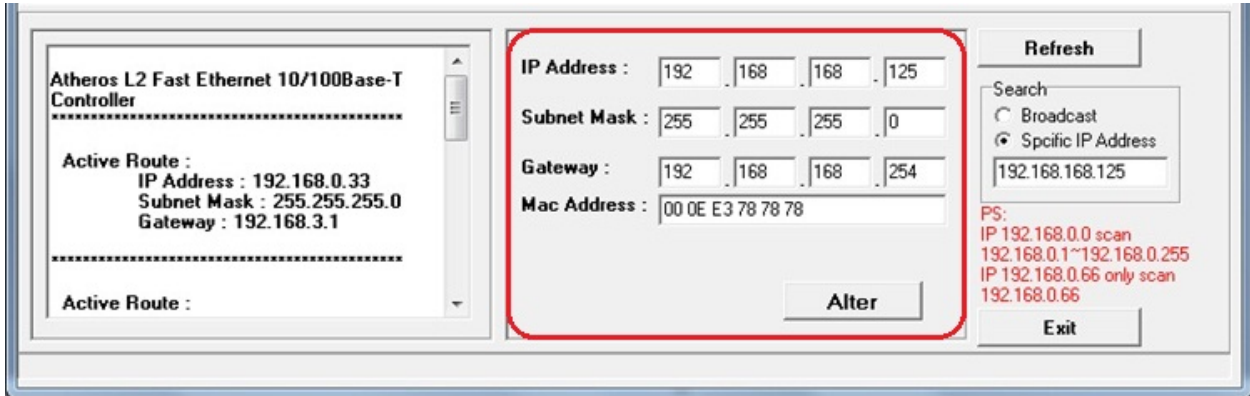 Atheros L2 Fast Ethernet 10/100Base-T
Controller
Active Route :
IP Address : 192.168.0.33
Subnet Mask : 255.255.255.0
Gateway : 192.168.3.1
Active Route :
IP Address : 192 . 168 . 168 . 125
Subnet Mask : 255 . 255 . 255 . 0
Gateway : 192 . 168 . 168 . 254
Mac Address : 00 0E E3 78 78 78
Alter
Refresh
Search
Broadcast
Spcific IP Address
192.168.168.125
PS:
IP 192.168.0.0 scan
192.168.0.1~192.168.0.255
IP 192.168.0.66 only scan
192.168.0.66
Exit